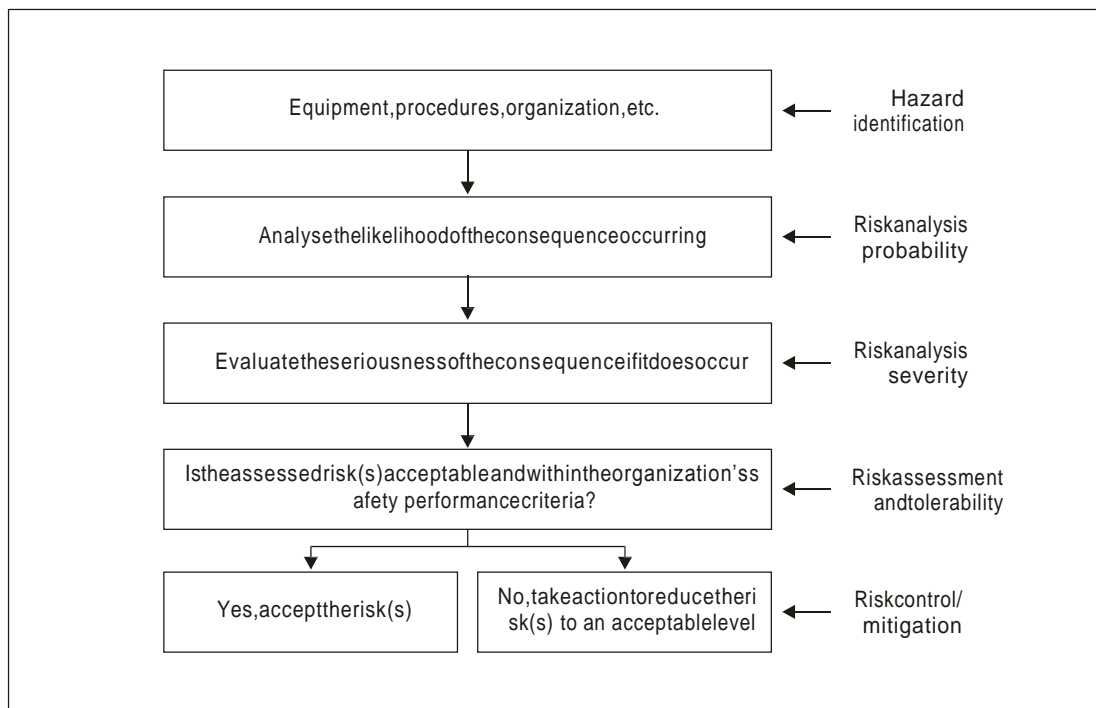 Equipment,procedures,organization,etc.
Hazard
identification
Analysethelikelihoodoftheconsequenceoccurring
Riskanalysis
probability
Evaluatetheseriousnessoftheconsequenceifitdoesoccur
Riskanalysis
severity
Istheassessedrisk(s)acceptableandwithintheorganization’ss
afety performancecriteria?
Riskassessment
andtolerability
Yes,accepttherisk(s)
No,takeactiontoreducetheri
sk(s) to an acceptablelevel
Riskcontrol/
mitigation